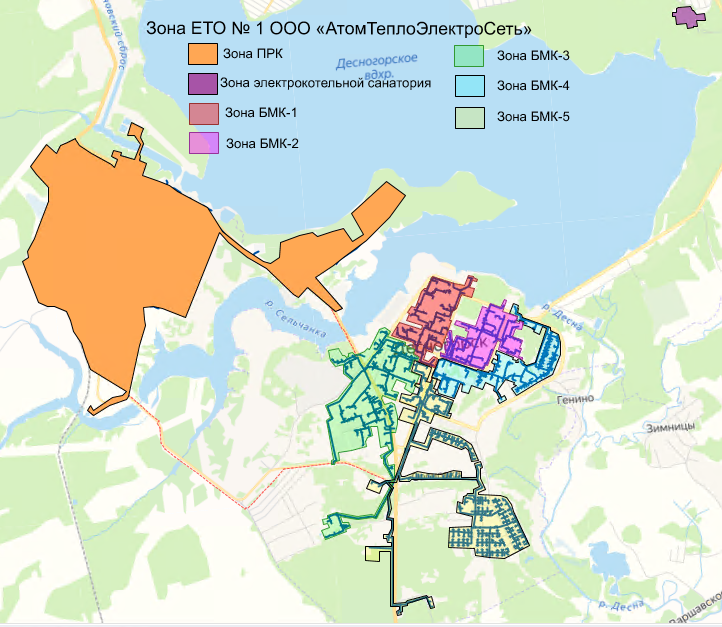 Зона ЕТО № 1 ООО «АтомТеплоЭлектроСеть»
Зона ПРК
Зона электрокотельной санатория
Зона БМК-1
Зона БМК-2
Зона БМК-3
Зона БМК-4
Зона БМК-5
Десногорское
вдхр.
сброс
р. Сельчанка
р. Десна
Генино
Зимницы
р. Десна